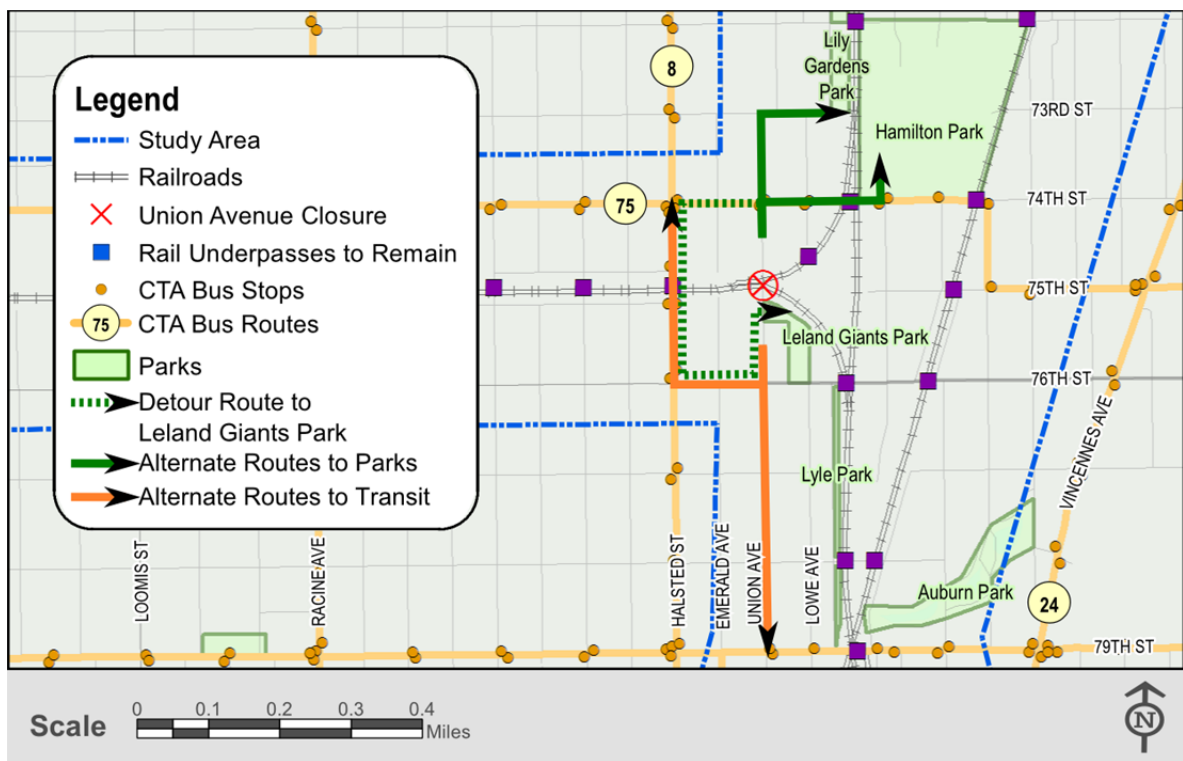 Legend
Study Area
Railroads
Union Avenue Closure
Rail Underpasses to Remain
CTA Bus Stops
75
CTA Bus Routes
Parks
Detour Route to
Leland Giants Park
Alternate Routes to Parks
Alternate Routes to Transit
8
Lily
Gardens
Park
73RD ST
Hamilton Park
75
74TH ST
75TH ST
Leland Giants Park
76TH ST
VINCENNES AVE
Lyle Park
LOOMIS ST
RACINE AVE
HALSTED ST
EMERALD AVE
UNION AVE
LOWE AVE
Auburn Park
24
79TH ST
Scale
0 0.1 0.2 0.3 0.4
Miles
N